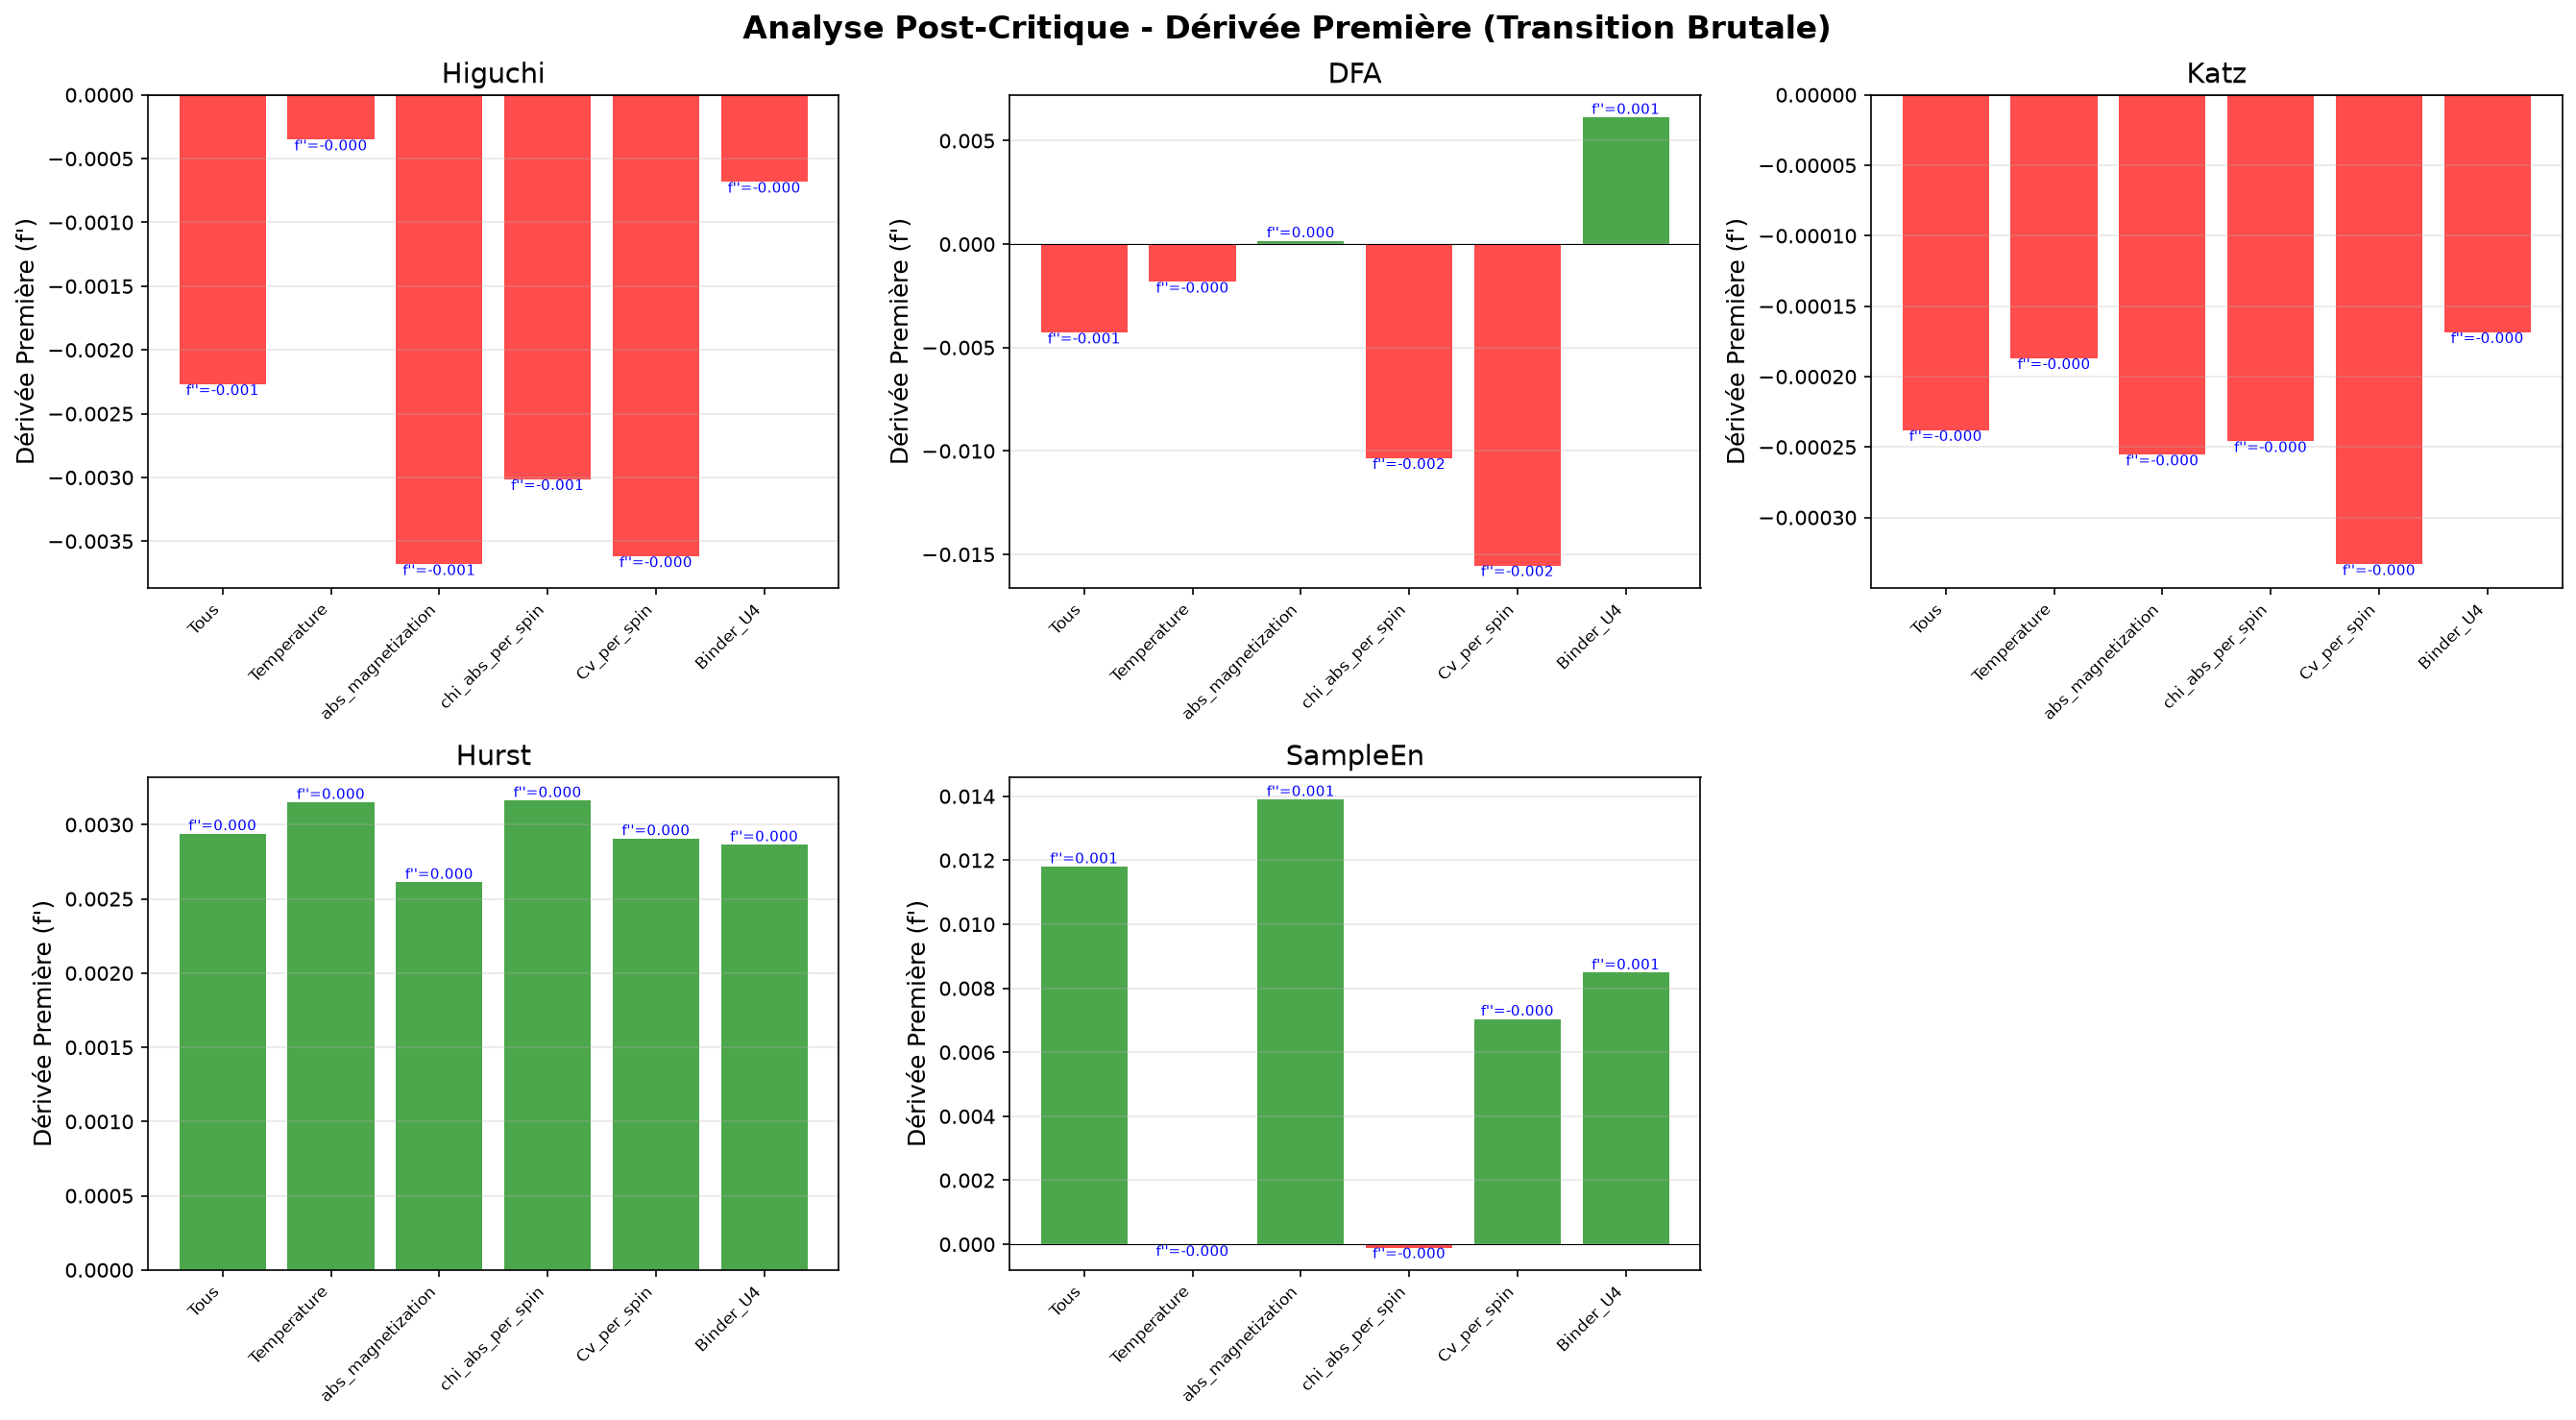 Analyse Post-Critique - Dérivée Première (Transition Brutale)
Higuchi
Dérivée Première (f')
0.0000
−0.0005
−0.0010
−0.0015
−0.0020
−0.0025
−0.0030
−0.0035
f''=-0.001
f''=-0.000
f''=-0.001
f''=-0.001
f''=-0.000
f''=-0.000
Tous
Temperature
abs_magnetization
chi_abs_per_spin
Cv_per_spin
Binder_U4
DFA
Dérivée Première (f')
0.005
0.000
−0.005
−0.010
−0.015
f''=-0.001
f''=-0.000
f''=0.000
f''=-0.002
f''=-0.002
f''=0.001
Tous
Temperature
abs_magnetization
chi_abs_per_spin
Cv_per_spin
Binder_U4
Katz
Dérivée Première (f')
0.00000
−0.00005
−0.00010
−0.00015
−0.00020
−0.00025
−0.00030
f''=-0.000
f''=-0.000
f''=-0.000
f''=-0.000
f''=-0.000
f''=-0.000
Tous
Temperature
abs_magnetization
chi_abs_per_spin
Cv_per_spin
Binder_U4
Hurst
Dérivée Première (f')
0.0030
0.0025
0.0020
0.0015
0.0010
0.0005
0.0000
f''=0.000
f''=0.000
f''=0.000
f''=0.000
f''=0.000
f''=0.000
Tous
Temperature
abs_magnetization
chi_abs_per_spin
Cv_per_spin
Binder_U4
SampleEn
Dérivée Première (f')
0.014
0.012
0.010
0.008
0.006
0.004
0.002
0.000
f''=0.001
f''=-0.000
f''=0.001
f''=-0.000
f''=-0.000
f''=0.001
Tous
Temperature
abs_magnetization
chi_abs_per_spin
Cv_per_spin
Binder_U4